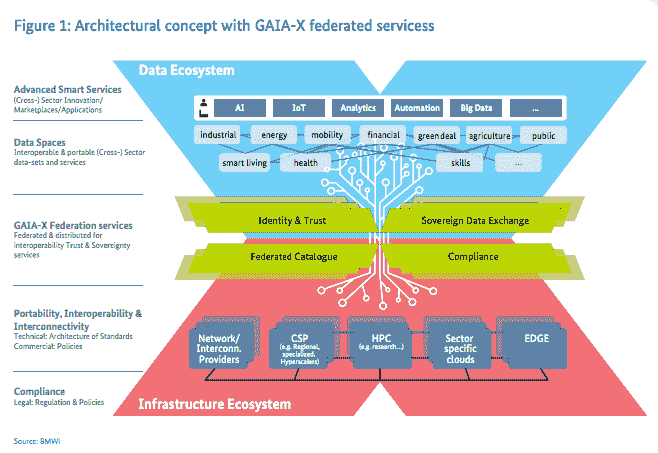 Figure 1: Architectural concept with GAIA-X federated servicess
Data Ecosystem
Advanced Smart Services
(Cross-) Sector Innovation/
Marketplaces/Applications
AI
IoT
Analytics
Automation
Big Data
...
Data Spaces
Interoperable & portable (Cross-) Sector
data-sets and services
industrial
energy
mobility
financial
green deal
agriculture
public
smart living
health
skills
...
GAIA-X Federation services
Federated & distributed for
interoperability Trust & Sovereignty
services
Identity & Trust
Sovereign Data Exchange
Federated Catalogue
Compliance
Portability, Interoperability &
Interconnectivity
Technical: Architecture of Standards
Commercial: Policies
Network/
Interconn.
Providers
CSP
(e.g. Regional,
specialized,
Hyperscalers)
HPC
(e.g. research...)
Sector
specific
clouds
EDGE
Compliance
Legal: Regulation & Policies
Infrastructure Ecosystem
Source: BMWi